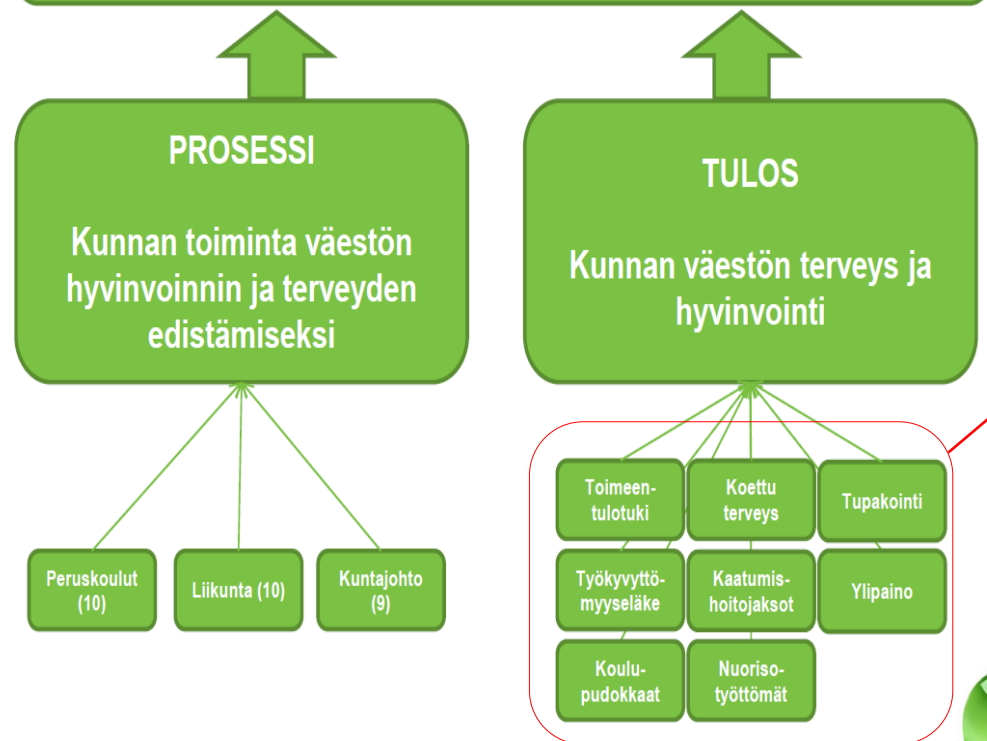 PROSESSI
Kunnan toiminta väestön
hyvinvoinnin ja terveyden
edistämiseksi
TULOS
Kunnan väestön terveys ja
hyvinvointi
Peruskoulut
(10)
Liikunta (10)
Kuntajohto
(9)
Toimeen-
tulotuki
Koettu
terveys
Tupakointi
Työkyvyttö-
myyseläke
Kaatumis-
hoitojaksot
Ylipaino
Koulu-
pudokkaat
Nuoriso-
työttömät